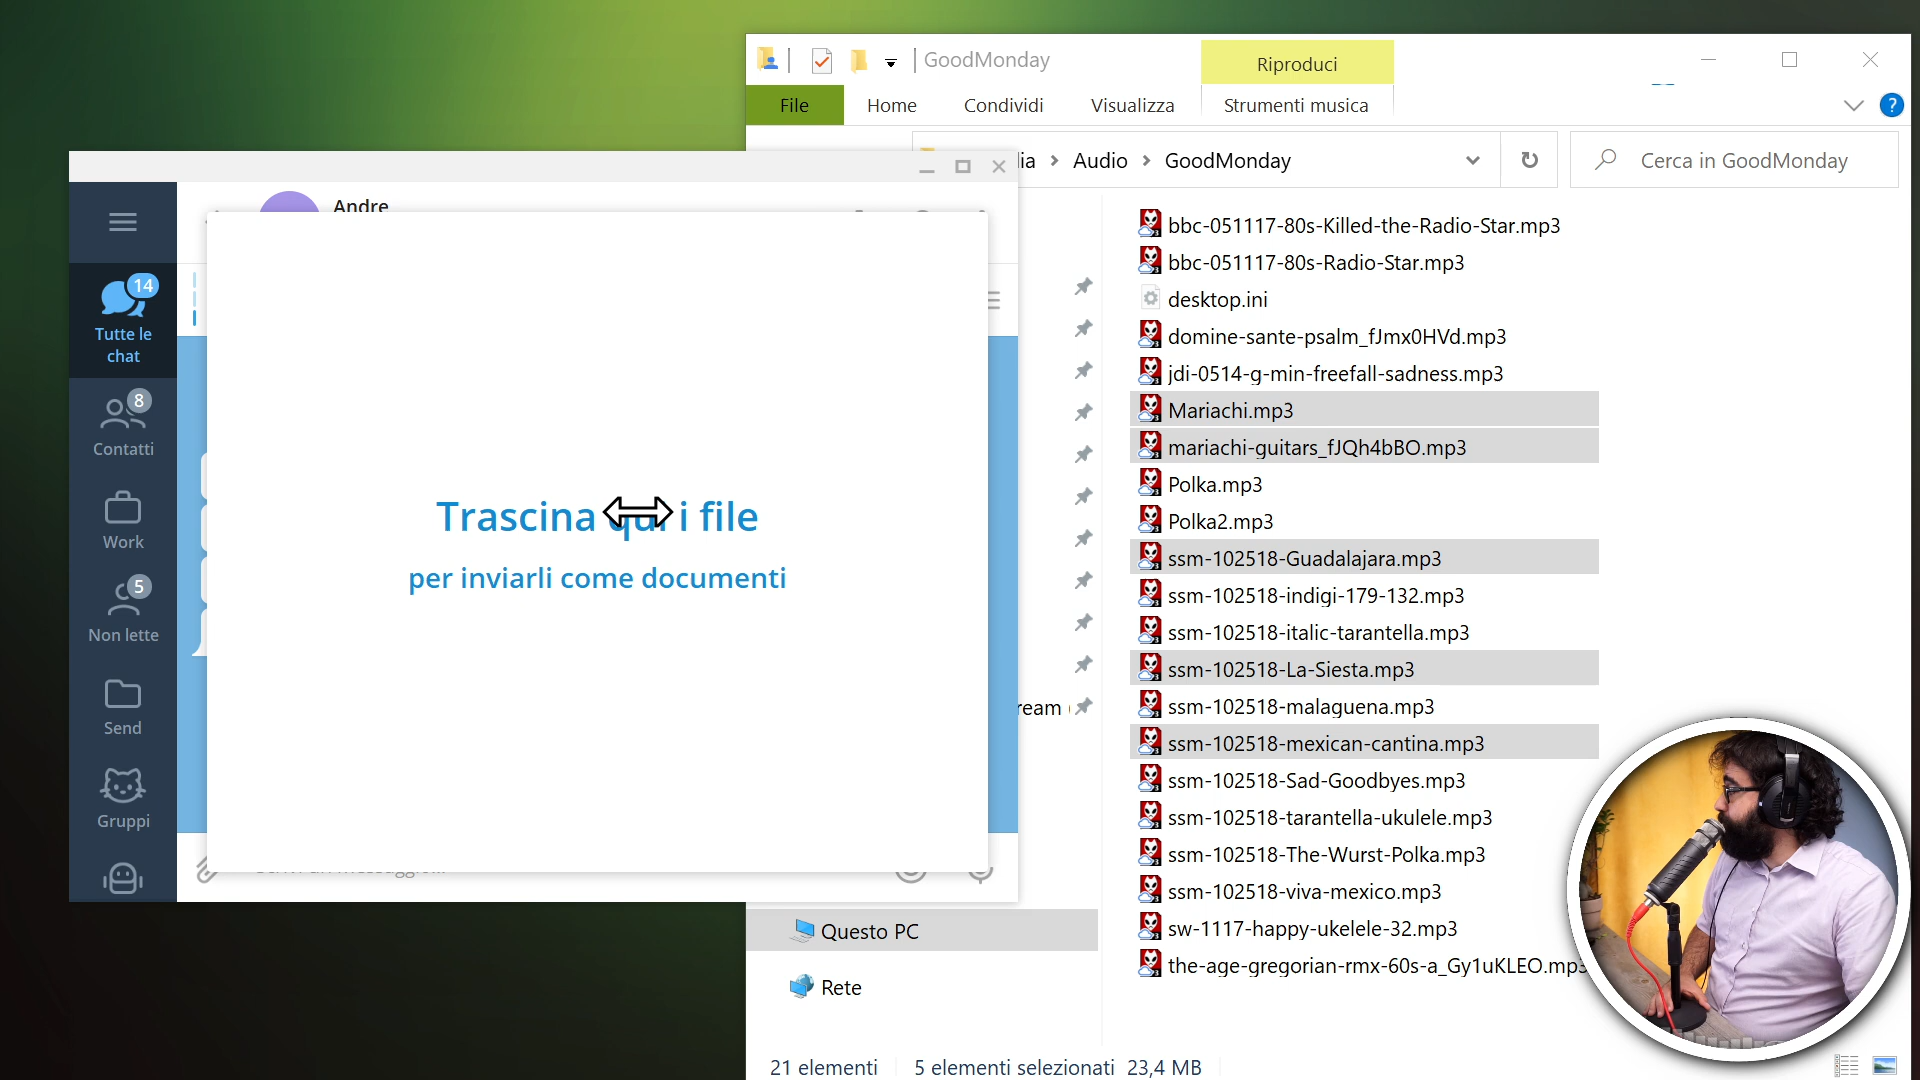 GoodMonday
Riproduci
File
Home
Condividi
Visualizza
Strumenti musica
Audio
GoodMonday
Cerca in GoodMonday
Andre
14
Tutte le
chat
8
Contatti
Work
5
Non lette
Send
Gruppi
Trascina qui i file
per inviarli come documenti
bbc-051117-80s-Killed-the-Radio-Star.mp3
bbc-051117-80s-Radio-Star.mp3
desktop.ini
domine-sante-psalm_fJmx0HVd.mp3
jdi-0514-g-min-freefall-sadness.mp3
Mariachi.mp3
mariachi-guitars_fJQh4bBO.mp3
Polka.mp3
Polka2.mp3
ssm-102518-Guadalajara.mp3
ssm-102518-indigi-179-132.mp3
ssm-102518-italic-tarantella.mp3
ssm-102518-La-Siesta.mp3
ssm-102518-malaguena.mp3
ssm-102518-mexican-cantina.mp3
ssm-102518-Sad-Goodbyes.mp3
ssm-102518-tarantella-ukulele.mp3
ssm-102518-The-Wurst-Polka.mp3
ssm-102518-viva-mexico.mp3
sw-1117-happy-ukelele-32.mp3
the-age-gregorian-rmx-60s-a_Gy1uKLEO.mp3
Questo PC
Rete
21 elementi
5 elementi selezionati 23,4 MB